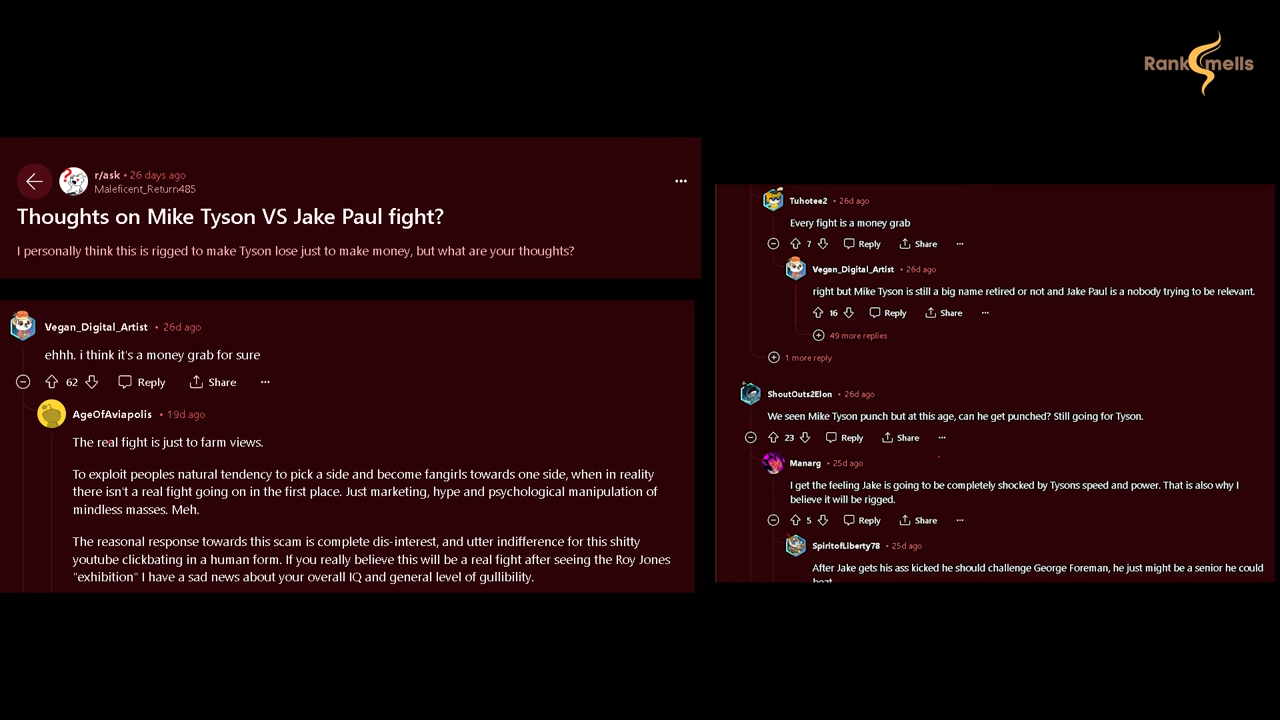 RankSmells
r/ask • 26 days ago
Maleficent_Return485
Thoughts on Mike Tyson VS Jake Paul fight?
I personally think this is rigged to make Tyson lose just to make money, but what are your thoughts?
Vegan_Digital_Artist • 26d ago
ehhh. i think it's a money grab for sure
62 Reply Share
AgeOfAviapolis • 19d ago
The real fight is just to farm views.
To exploit peoples natural tendency to pick a side and become fangirls towards one side, when in reality
there isn't a real fight going on in the first place. Just marketing, hype and psychological manipulation of
mindless masses. Meh.
The reasonal response towards this scam is complete dis-interest, and utter indifference for this shitty
youtube clickbating in a human form. If you really believe this will be a real fight after seeing the Roy Jones
"exhibition" I have a sad news about your overall IQ and general level of gullibility.
Tuhotee2 • 26d ago
Every fight is a money grab
7 Reply Share
Vegan_Digital_Artist • 26d ago
right but Mike Tyson is still a big name retired or not and Jake Paul is a nobody trying to be relevant.
16 Reply Share
49 more replies
1 more reply
ShoutOuts2Elon • 26d ago
We seen Mike Tyson punch but at this age, can he get punched? Still going for Tyson.
23 Reply Share
Manarg • 25d ago
I get the feeling Jake is going to be completely shocked by Tysons speed and power. That is also why I
believe it will be rigged.
5 Reply Share
SpiritofLiberty78 • 25d ago
After Jake gets his ass kicked he should challenge George Foreman, he just might be a senior he could
beat